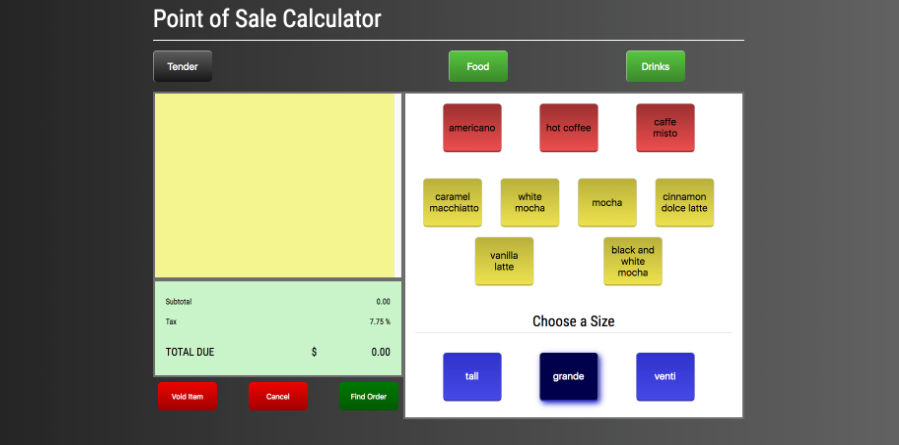 Point of Sale Calculator
Tender
Food
Drinks
americano
hot coffee
caffe
misto
caramel
macchiatto
white
mocha
mocha
cinnamon
dolce latte
vanilla
latte
black and
white
mocha
Subtotal 0.00
Tax 7.75 %
TOTAL DUE $ 0.00
Choose a Size
tall
grande
venti
Void Item
Cancel
Find Order